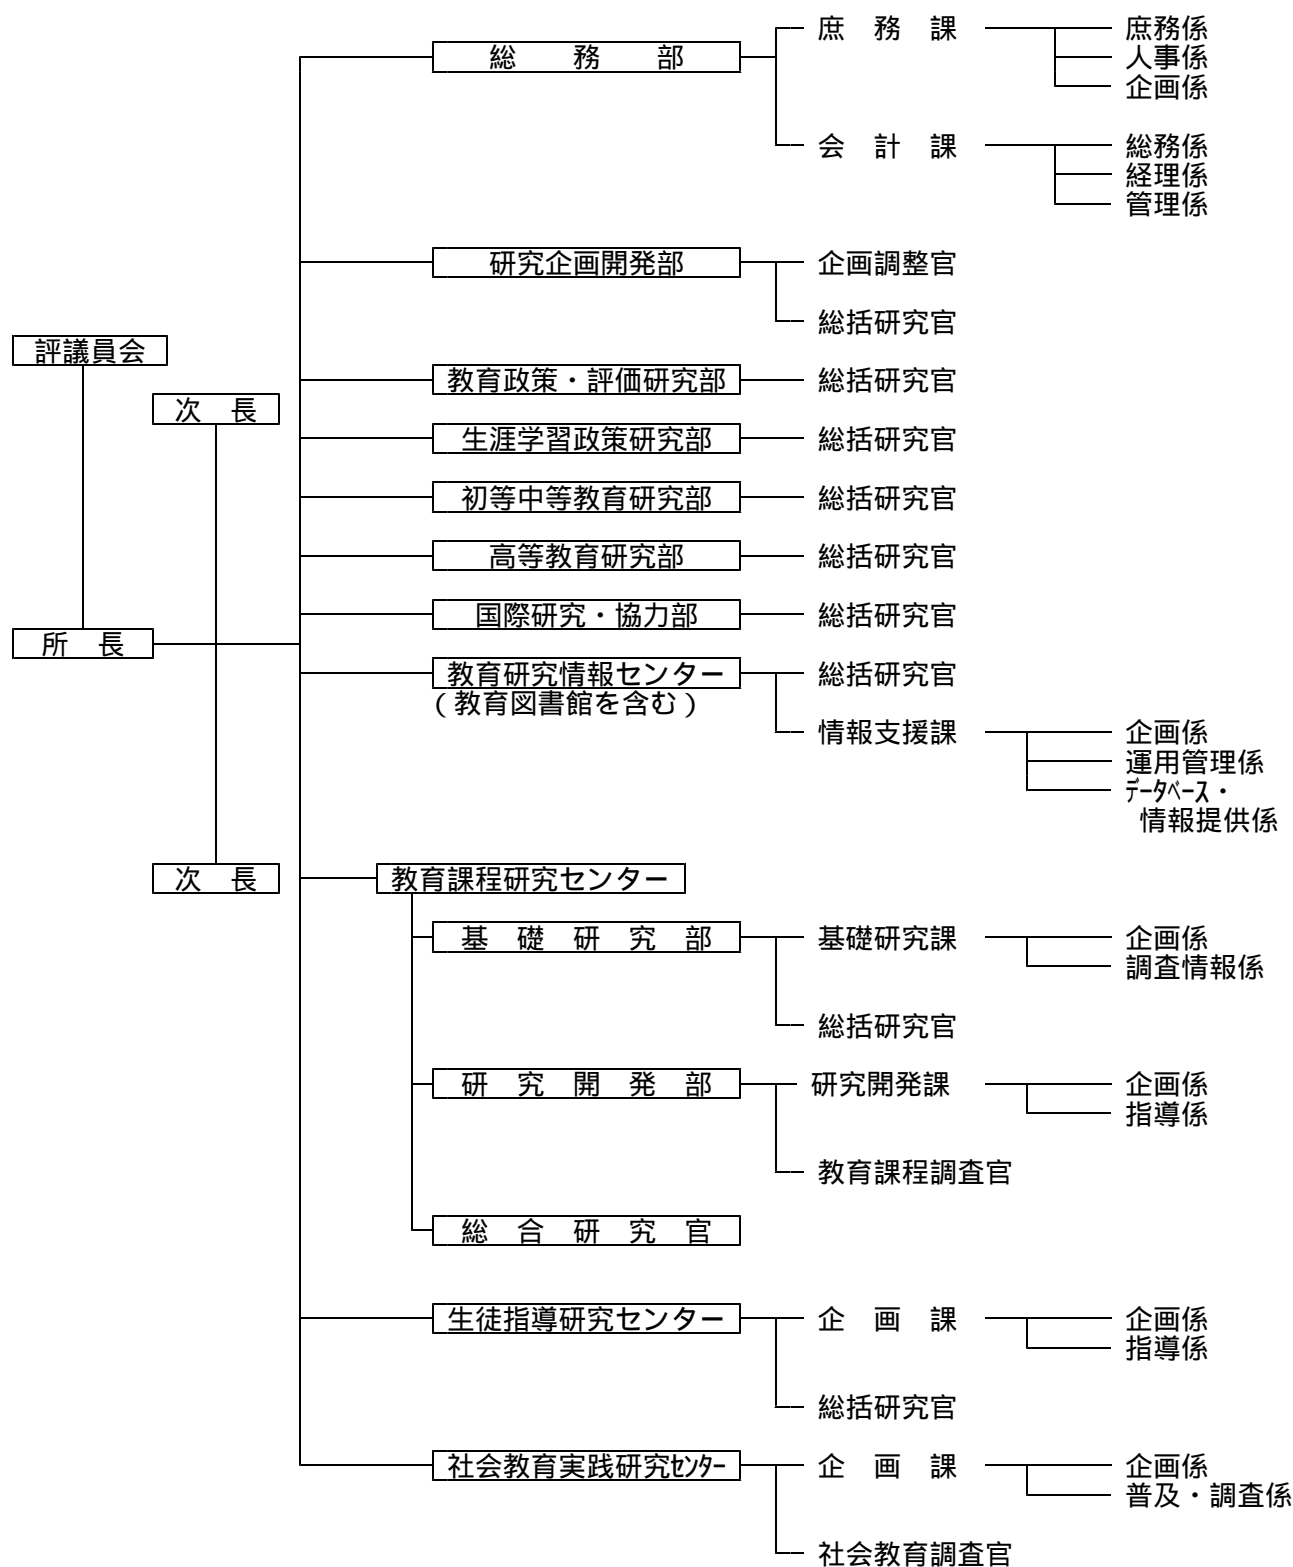 庶　務　課
庶務係
総　　務　　部
人事係
企画係
会　計　課
総務係
経理係
管理係
研究企画開発部
企画調整官
総括研究官
評議員会
教育政策・評価研究部
総括研究官
次　長
生涯学習政策研究部
総括研究官
初等中等教育研究部
総括研究官
高等教育研究部
総括研究官
国際研究・協力部
総括研究官
所　長
教育研究情報センター
総括研究官
（教育図書館を含む）
情報支援課
企画係
運用管理係
ﾃﾞｰﾀﾍﾞｰｽ・
情報提供係
次　長
教育課程研究センター
基　礎　研　究　部
基礎研究課
企画係
調査情報係
総括研究官
研　究　開　発　部
研究開発課
企画係
指導係
教育課程調査官
総　合　研　究　官
生徒指導研究センター
企　画　課
企画係
指導係
総括研究官
社会教育実践研究ｾﾝﾀｰ
企　画　課
企画係
普及・調査係
社会教育調査官